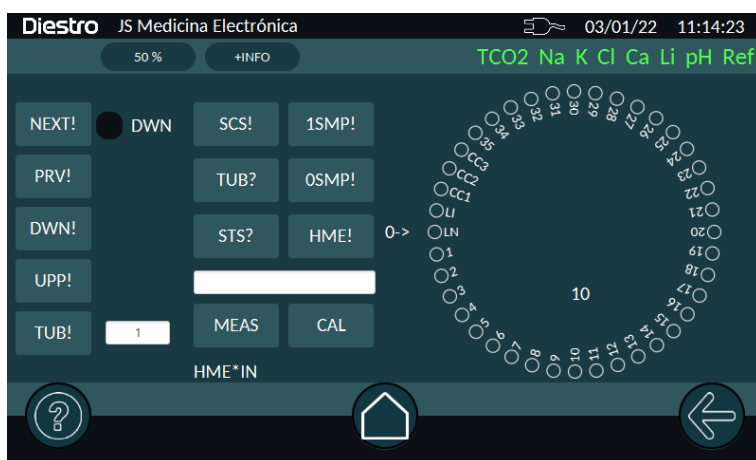 Diestro JS Medicina Electrónica 03/01/22 11:14:23
50 % +INFO TCO2 Na K Cl Ca Li pH Ref
NEXT! DWN SCS! 1SMP!
PRV! TUB? 0SMP!
DWN! STS? HME! 0->
UPP!
TUB! 1 MEAS CAL
HME*IN
LN
LI
CC1
CC2
CC3
35
34
33
32
31
30
29
28
27
26
25
24
23
22
21
20
19
18
17
16
15
14
13
12
11
10
9
8
7
6
5
4
3
2
1
10
?